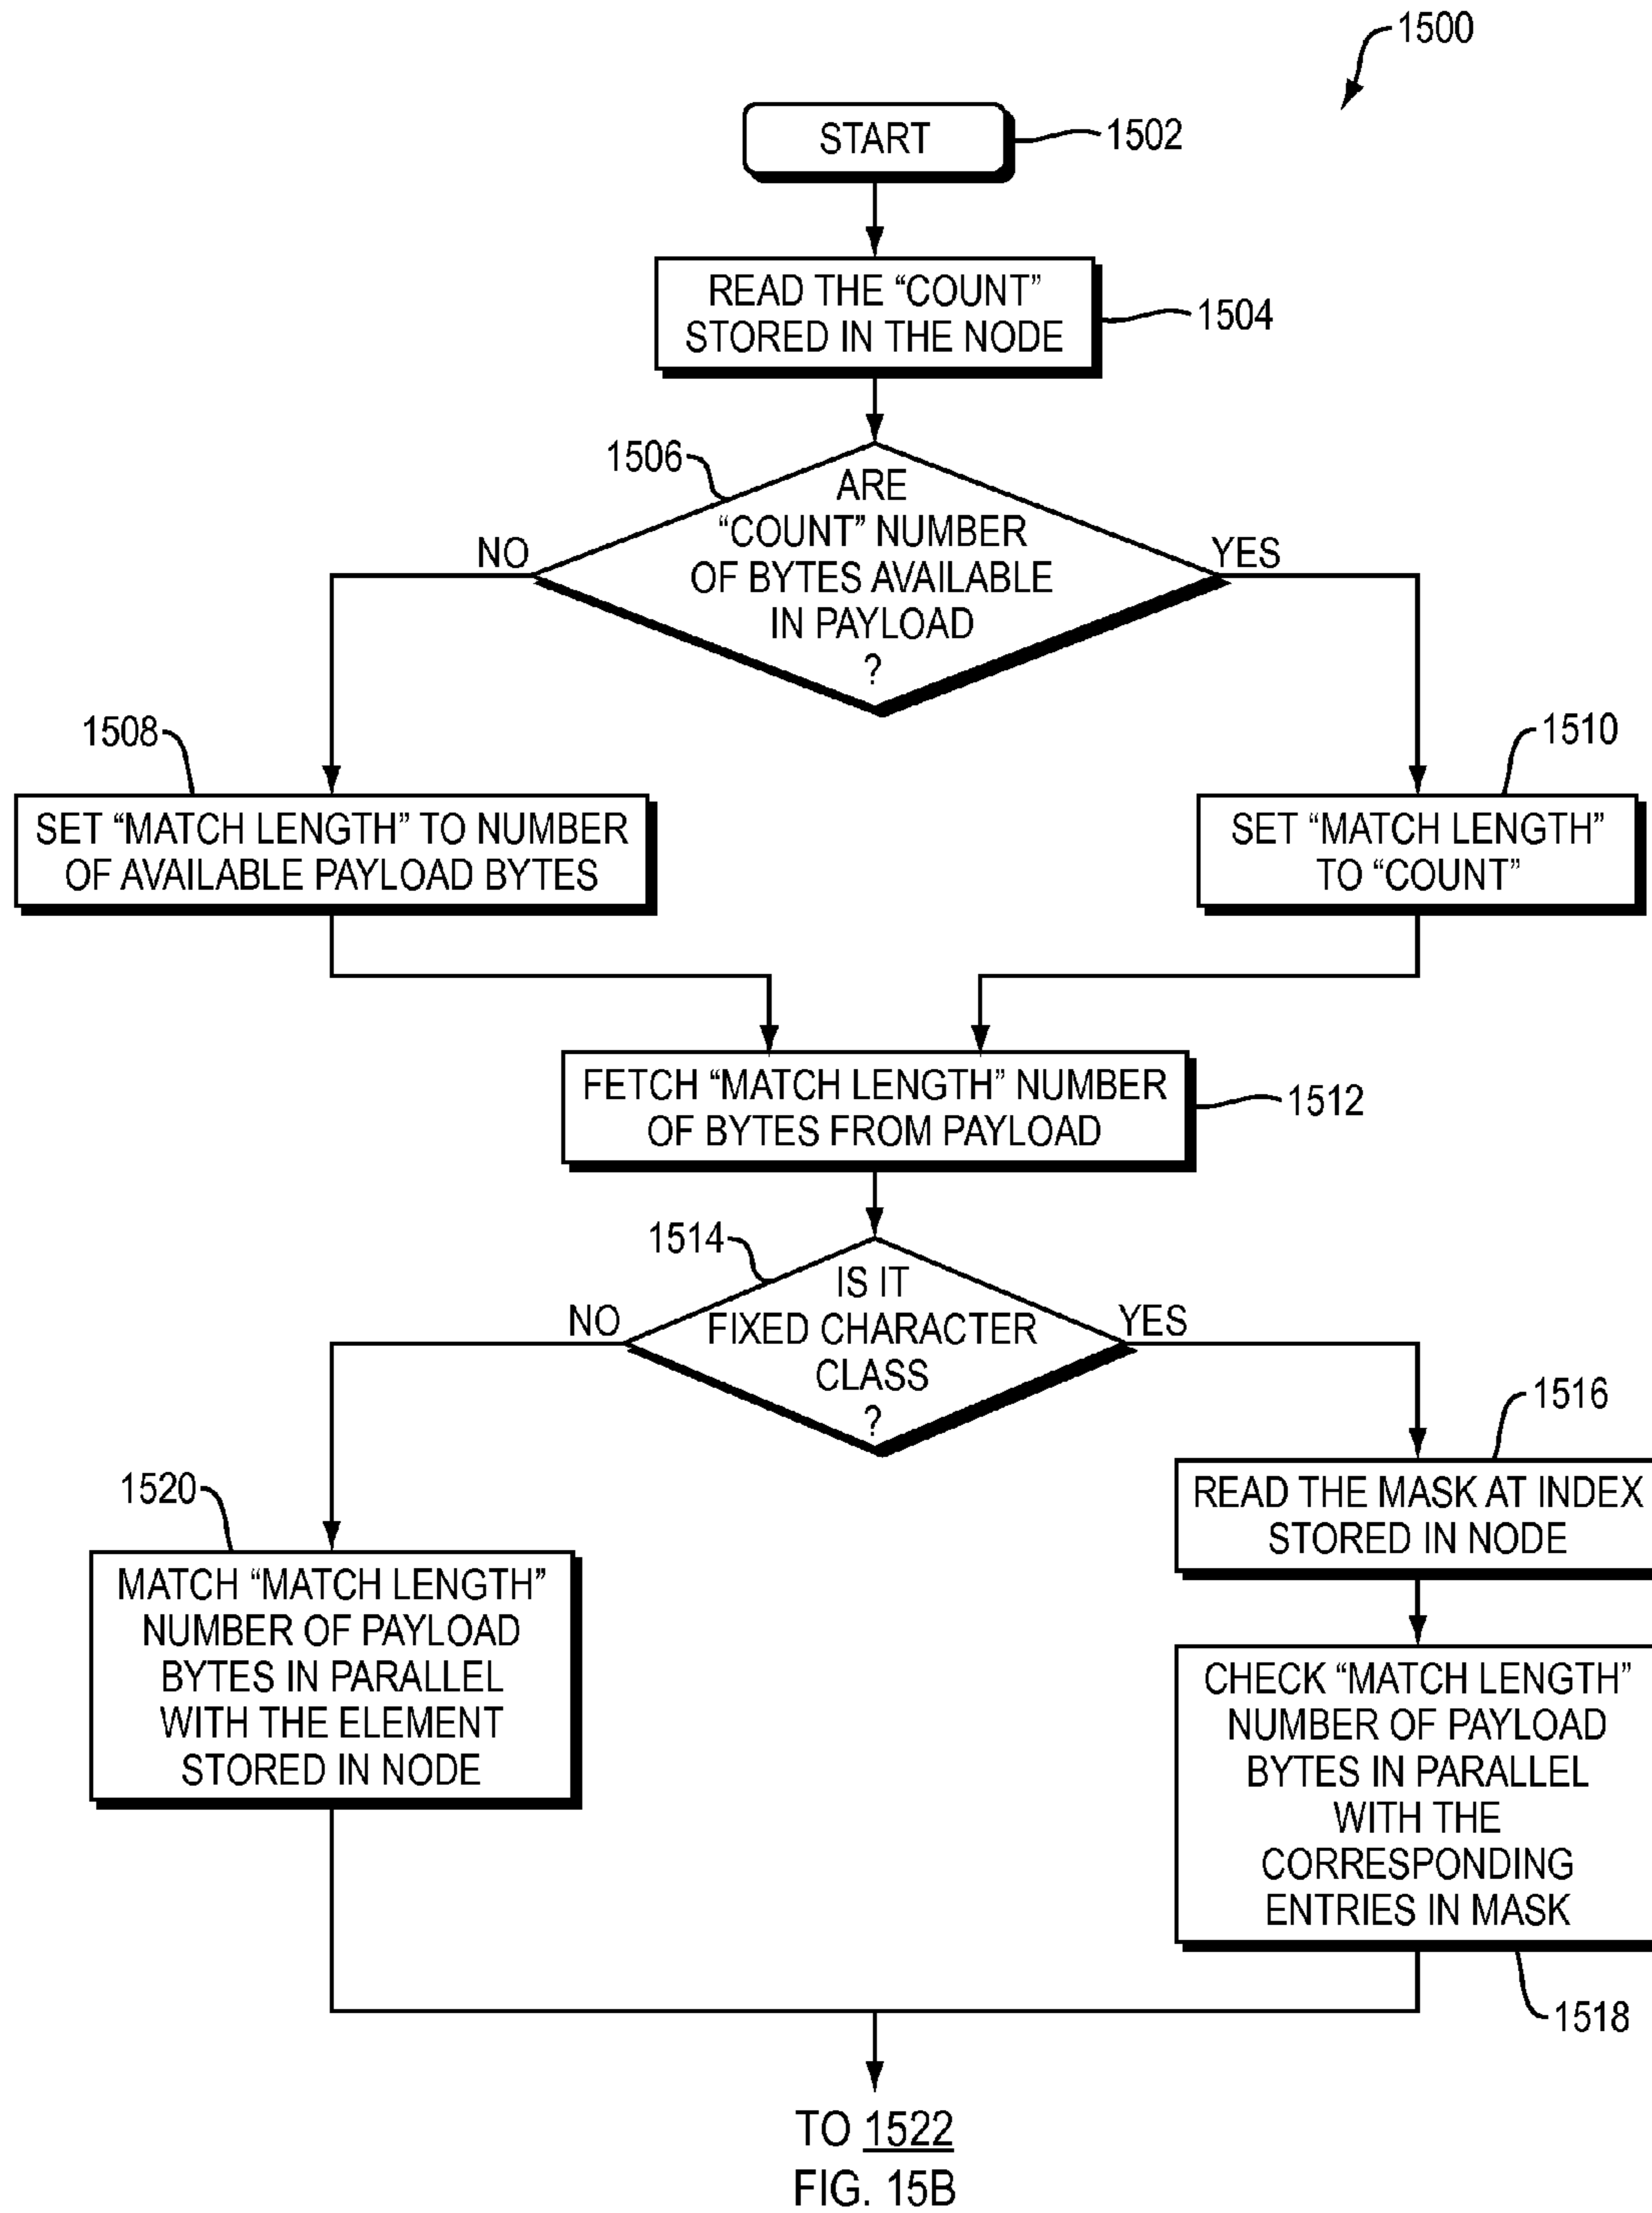 1500
START
1502
READ THE “COUNT”
STORED IN THE NODE
1504
1506
ARE
“COUNT” NUMBER
OF BYTES AVAILABLE
IN PAYLOAD
?
NO
YES
1508
SET “MATCH LENGTH” TO NUMBER
OF AVAILABLE PAYLOAD BYTES
1510
SET “MATCH LENGTH”
TO “COUNT”
FETCH “MATCH LENGTH” NUMBER
OF BYTES FROM PAYLOAD
1512
1514
IS IT
FIXED CHARACTER
CLASS
?
NO
YES
1516
READ THE MASK AT INDEX
STORED IN NODE
1520
MATCH “MATCH LENGTH”
NUMBER OF PAYLOAD
BYTES IN PARALLEL
WITH THE ELEMENT
STORED IN NODE
CHECK “MATCH LENGTH”
NUMBER OF PAYLOAD
BYTES IN PARALLEL
WITH THE
CORRESPONDING
ENTRIES IN MASK
1518
TO 1522
FIG. 15B